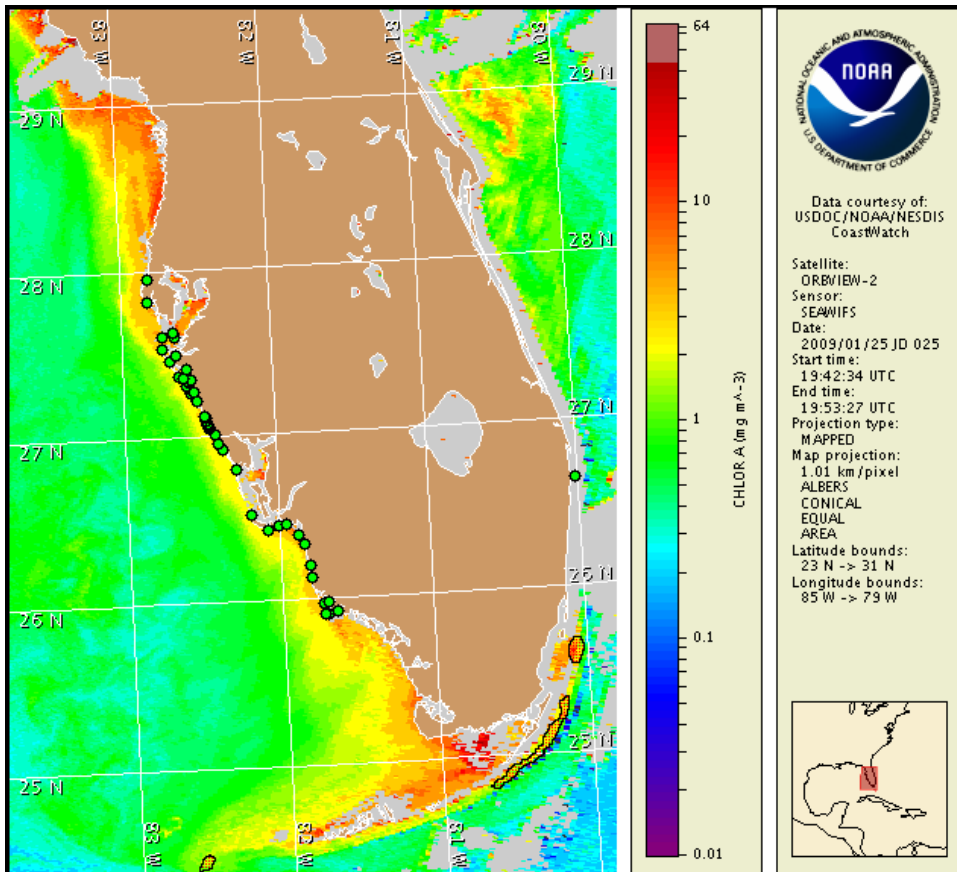 83 W
82 W
81 W
80 W
29 N
29 N
28 N
28 N
27 N
27 N
26 N
26 N
25 N
25 N
83 W
82 W
81 W
64
10
1
0.1
0.01
CHLOR A (mg m^-3)
NATIONAL OCEANIC AND ATMOSPHERIC ADMINISTRATION
NOAA
U.S. DEPARTMENT OF COMMERCE
Data courtesy of:
USDOC/NOAA/NESDIS
CoastWatch
Satellite:
ORBVIEW-2
Sensor:
SEAWIFS
Date:
2009/01/25 JD 025
Start time:
19:42:34 UTC
End time:
19:53:27 UTC
Projection type:
MAPPED
Map projection:
1.01 km/pixel
ALBERS
CONICAL
EQUAL
AREA
Latitude bounds:
23 N -> 31 N
Longitude bounds:
85 W -> 79 W